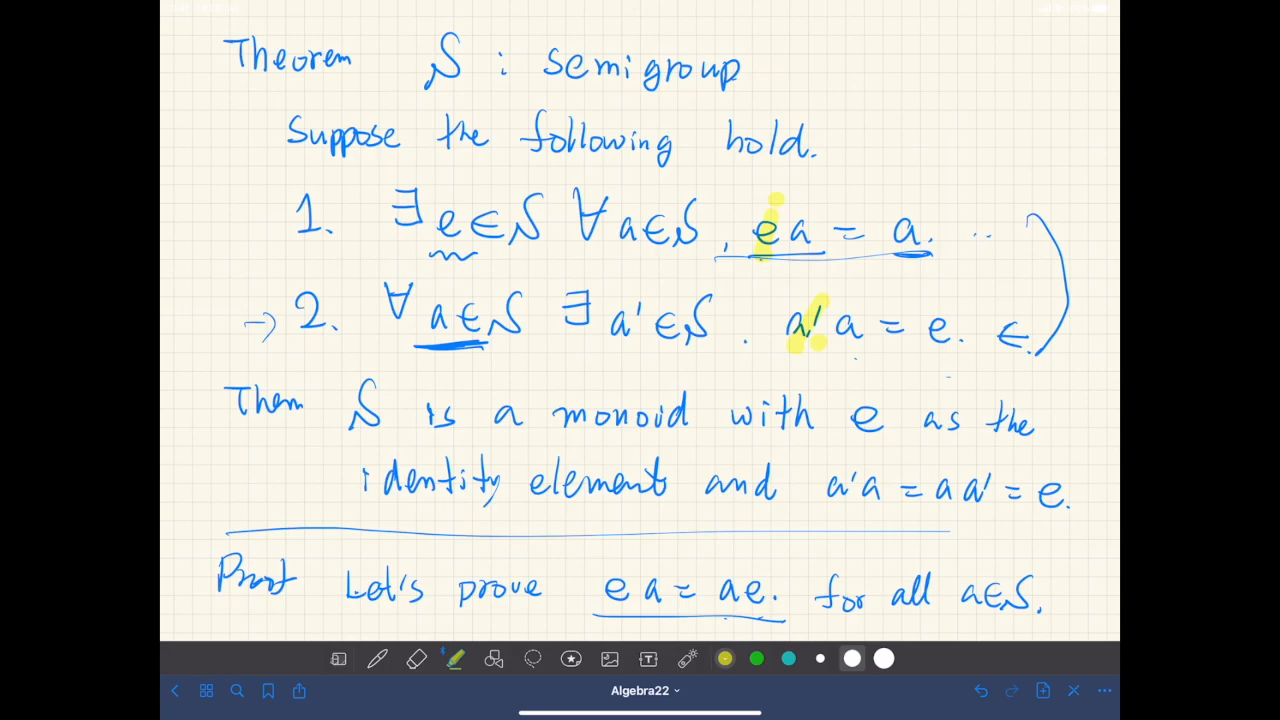 Theorem S : semigroup
Suppose the following hold.
1. ∃e∈S ∀a∈S, ea = a. ..
→ 2. ∀a∈S ∃a'∈S. a'a = e. ←
Then S is a monoid with e as the
identity element and a'a = aa' = e.
Proof Let's prove ea = ae. for all a∈S.
Algebra22